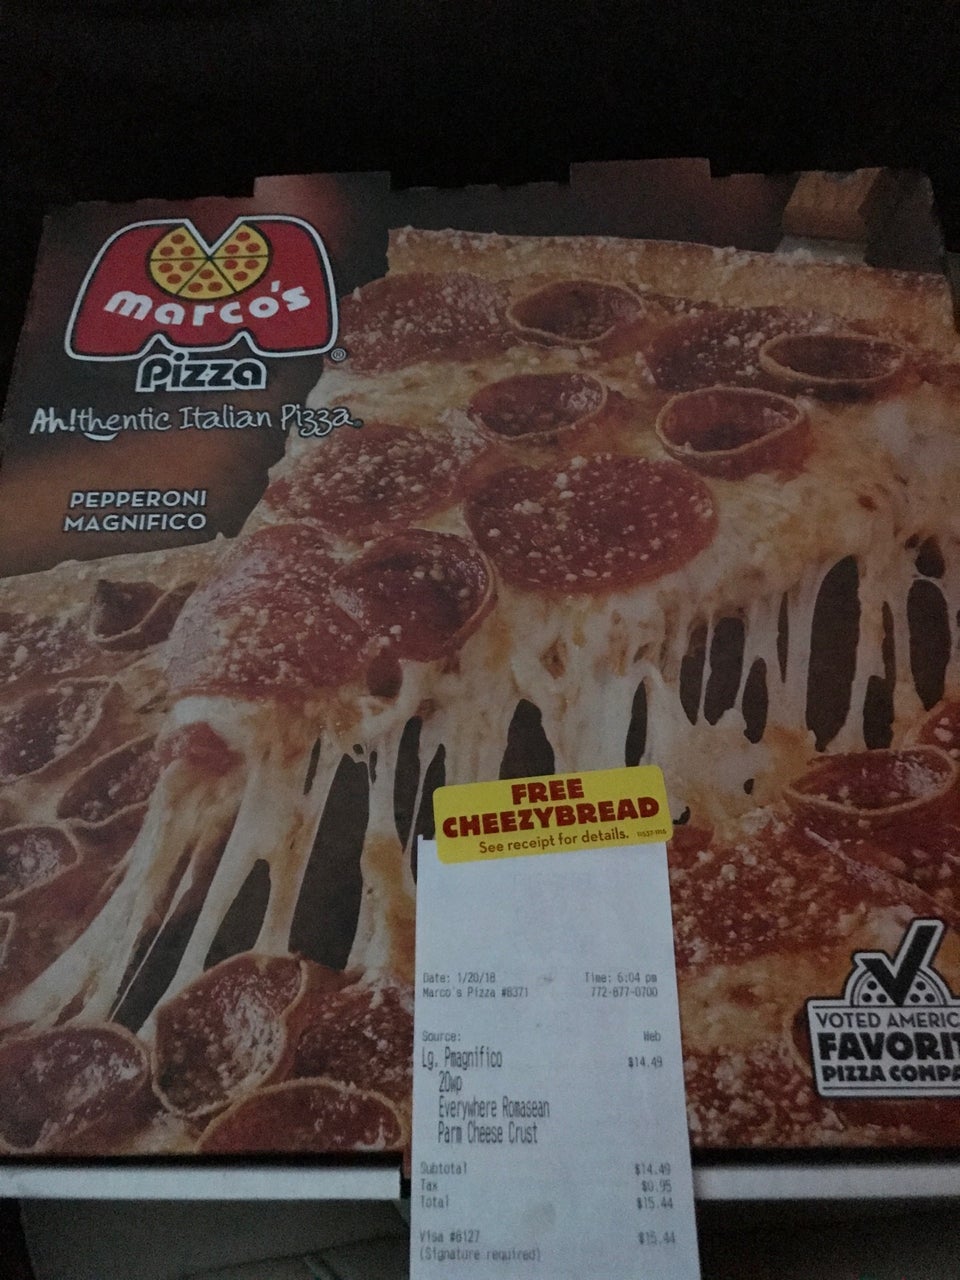 marco's
Pizza
Ah!thentic Italian Pizza
PEPPERONI
MAGNIFICO
FREE
CHEEZYBREAD
See receipt for details. 11537-1116
Date: 1/20/18 Time: 6:04 pm
Marco's Pizza #8371 772-877-0700
Source: Web
Lg. Pmagnifico $14.49
20wp
Everywhere Romasean
Parm Cheese Crust
Subtotal $14.49
Tax $0.95
Total $15.44
Visa #6127 $15.44
(Signature required)
VOTED AMERIC
FAVORIT
PIZZA COMPA